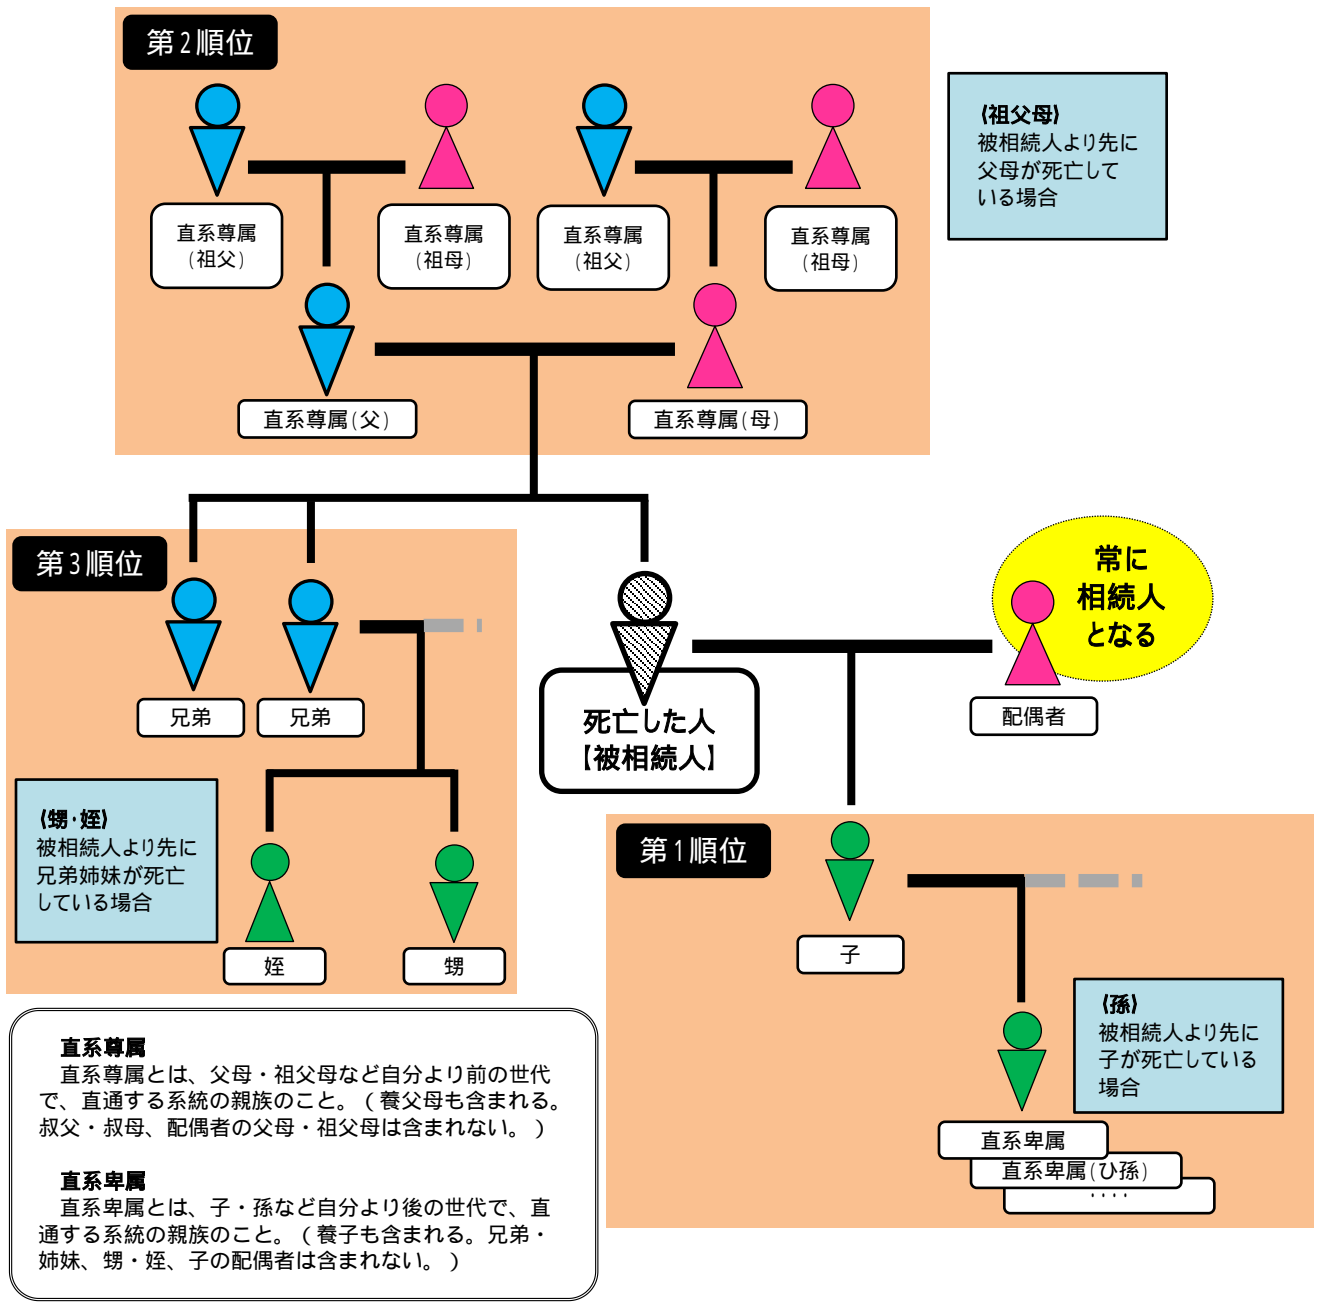 第2順位
(祖父母)
被相続人より先に
父母が死亡して
いる場合
直系尊属
(祖父)
直系尊属
(祖母)
直系尊属
(祖父)
直系尊属
(祖母)
直系尊属(父)
直系尊属(母)
第3順位
兄弟
兄弟
死亡した人
【被相続人】
常に
相続人
となる
配偶者
(甥・姪)
被相続人より先に
兄弟姉妹が死亡
している場合
姪
甥
第1順位
子
(孫)
被相続人より先に
子が死亡している
場合
直系卑属
直系卑属(ひ孫)
・・・・
直系尊属
直系尊属とは、父母・祖父母など自分より前の世代
で、直通する系統の親族のこと。(養父母も含まれる。
叔父・叔母、配偶者の父母・祖父母は含まれない。)
直系卑属
直系卑属とは、子・孫など自分より後の世代で、直
通する系統の親族のこと。(養子も含まれる。兄弟・
姉妹、甥・姪、子の配偶者は含まれない。)